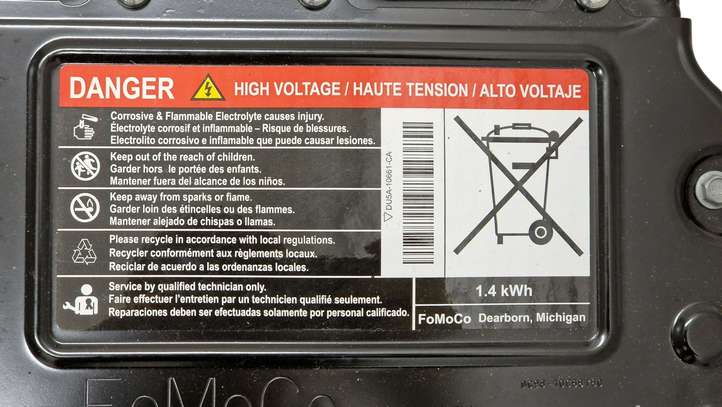 DANGER HIGH VOLTAGE / HAUTE TENSION / ALTO VOLTAJE
Corrosive & Flammable Electrolyte causes injury.
Électrolyte corrosif et inflammable – Risque de blessures.
Electrolito corrosivo e inflamable que puede causar lesiones.
Keep out of the reach of children.
Garder hors le portée des enfants.
Mantener fuera del alcance de los niños.
Keep away from sparks or flame.
Garder loin des étincelles ou des flammes.
Mantener alejado de chispas o llamas.
Please recycle in accordance with local regulations.
Recycler conformément aux règlements locaux.
Reciclar de acuerdo a las ordenanzas locales.
Service by qualified technician only.
Faire effectuer l'entretien par un technicien qualifié seulement.
Reparaciones deben ser efectuadas solamente por personal calificado.
DU5A-10661-CA
1.4 kWh
FoMoCo Dearborn, Michigan
FoMoCo